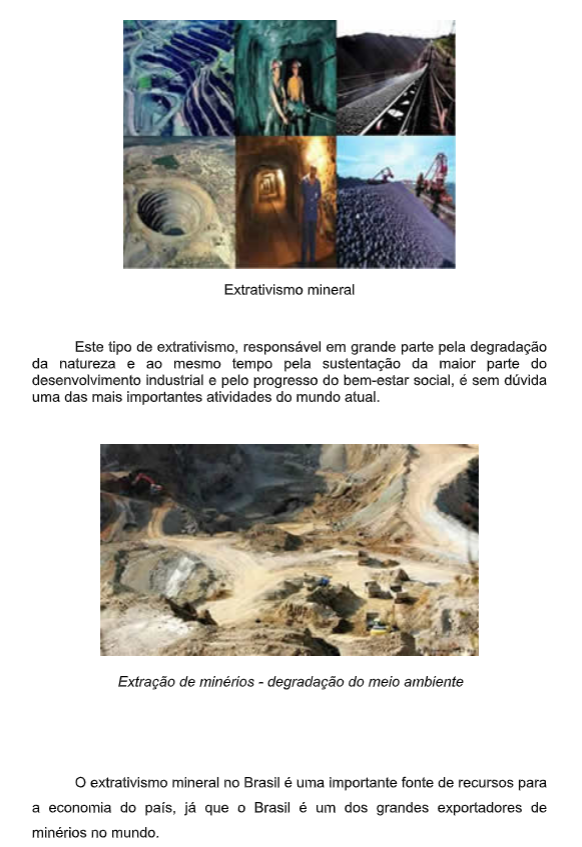 Extrativismo mineral
Este tipo de extrativismo, responsável em grande parte pela degradação
da natureza e ao mesmo tempo pela sustentação da maior parte do
desenvolvimento industrial e pelo progresso do bem-estar social, é sem dúvida
uma das mais importantes atividades do mundo atual.
Extração de minérios - degradação do meio ambiente
O extrativismo mineral no Brasil é uma importante fonte de recursos para
a economia do país, já que o Brasil é um dos grandes exportadores de
minérios no mundo.